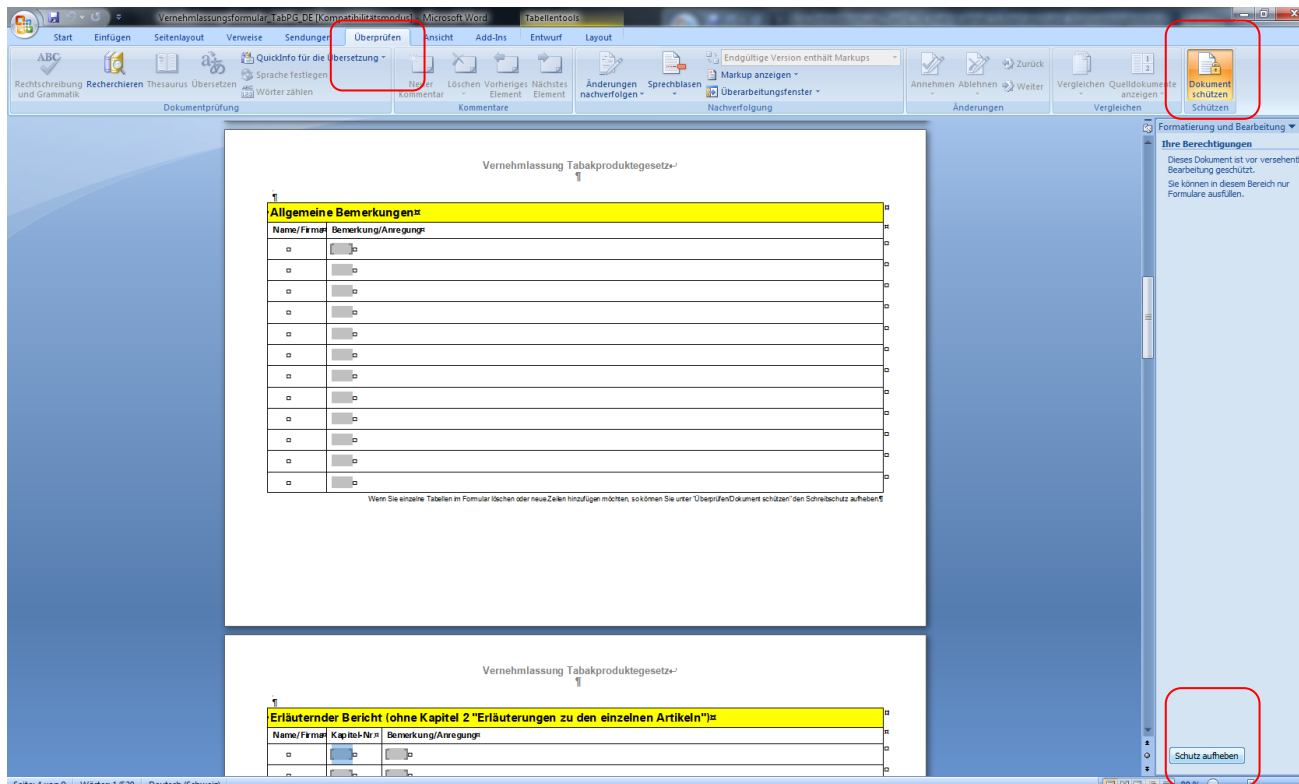 Vernehmlassungsformular_TabPG_DE [Kompatibilitätsmodus] - Microsoft Word Tabellentools
Start Einfügen Seitenlayout Verweise Sendungen Überprüfen Ansicht Add-Ins Entwurf Layout
ABC
Rechtschreibung und Grammatik
Recherchieren
Thesaurus
Übersetzen
QuickInfo für die Übersetzung
Sprache festlegen
Wörter zählen
Dokumentprüfung
Neuer Kommentar
Löschen
Vorheriges Element
Nächstes Element
Kommentare
Änderungen nachverfolgen
Sprechblasen
Endgültige Version enthält Markups
Markup anzeigen
Überarbeitungsfenster
Nachverfolgung
Annehmen
Ablehnen
Zurück
Weiter
Änderungen
Vergleichen
Quelldokumente anzeigen
Vergleichen
Dokument schützen
Schützen
Formatierung und Bearbeitung
Ihre Berechtigungen
Dieses Dokument ist vor versehent
Bearbeitung geschützt.
Sie können in diesem Bereich nur
Formulare ausfüllen.
Vernehmlassung Tabakproduktegesetz
Allgemeine Bemerkungen
Name/Firma Bemerkung/Anregung
Wenn Sie einzelne Tabellen im Formular löschen oder neue Zeilen hinzufügen möchten, so können Sie unter "Überprüfen/Dokument schützen" den Schreibschutz aufheben
Vernehmlassung Tabakproduktegesetz
Erläuternder Bericht (ohne Kapitel 2 "Erläuterungen zu den einzelnen Artikeln")
Name/Firma Kapitel-Nr. Bemerkung/Anregung
Schutz aufheben